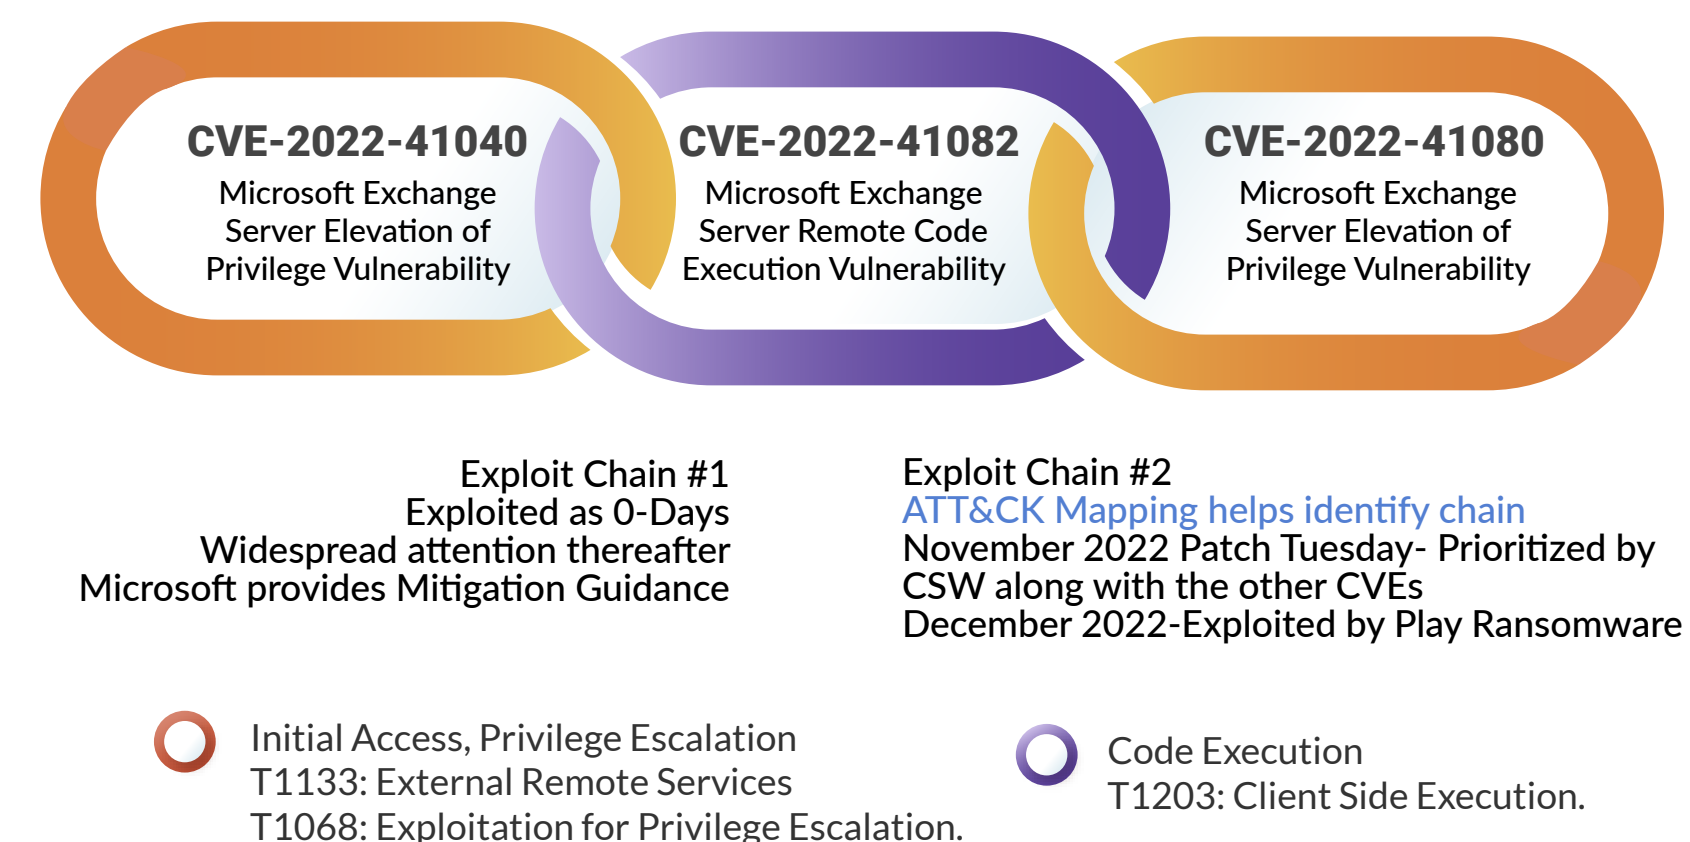 CVE-2022-41040
Microsoft Exchange
Server Elevation of
Privilege Vulnerability
CVE-2022-41082
Microsoft Exchange
Server Remote Code
Execution Vulnerability
CVE-2022-41080
Microsoft Exchange
Server Elevation of
Privilege Vulnerability
Exploit Chain #1
Exploited as 0-Days
Widespread attention thereafter
Microsoft provides Mitigation Guidance
Exploit Chain #2
ATT&CK Mapping helps identify chain
November 2022 Patch Tuesday- Prioritized by
CSW along with the other CVEs
December 2022-Exploited by Play Ransomware
Initial Access, Privilege Escalation
T1133: External Remote Services
T1068: Exploitation for Privilege Escalation.
Code Execution
T1203: Client Side Execution.